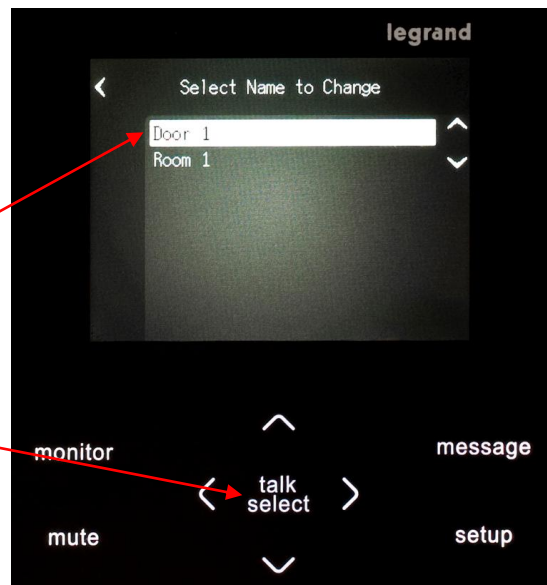 legrand
Select Name to Change
Door 1
Room 1
monitor
message
talk
select
mute
setup